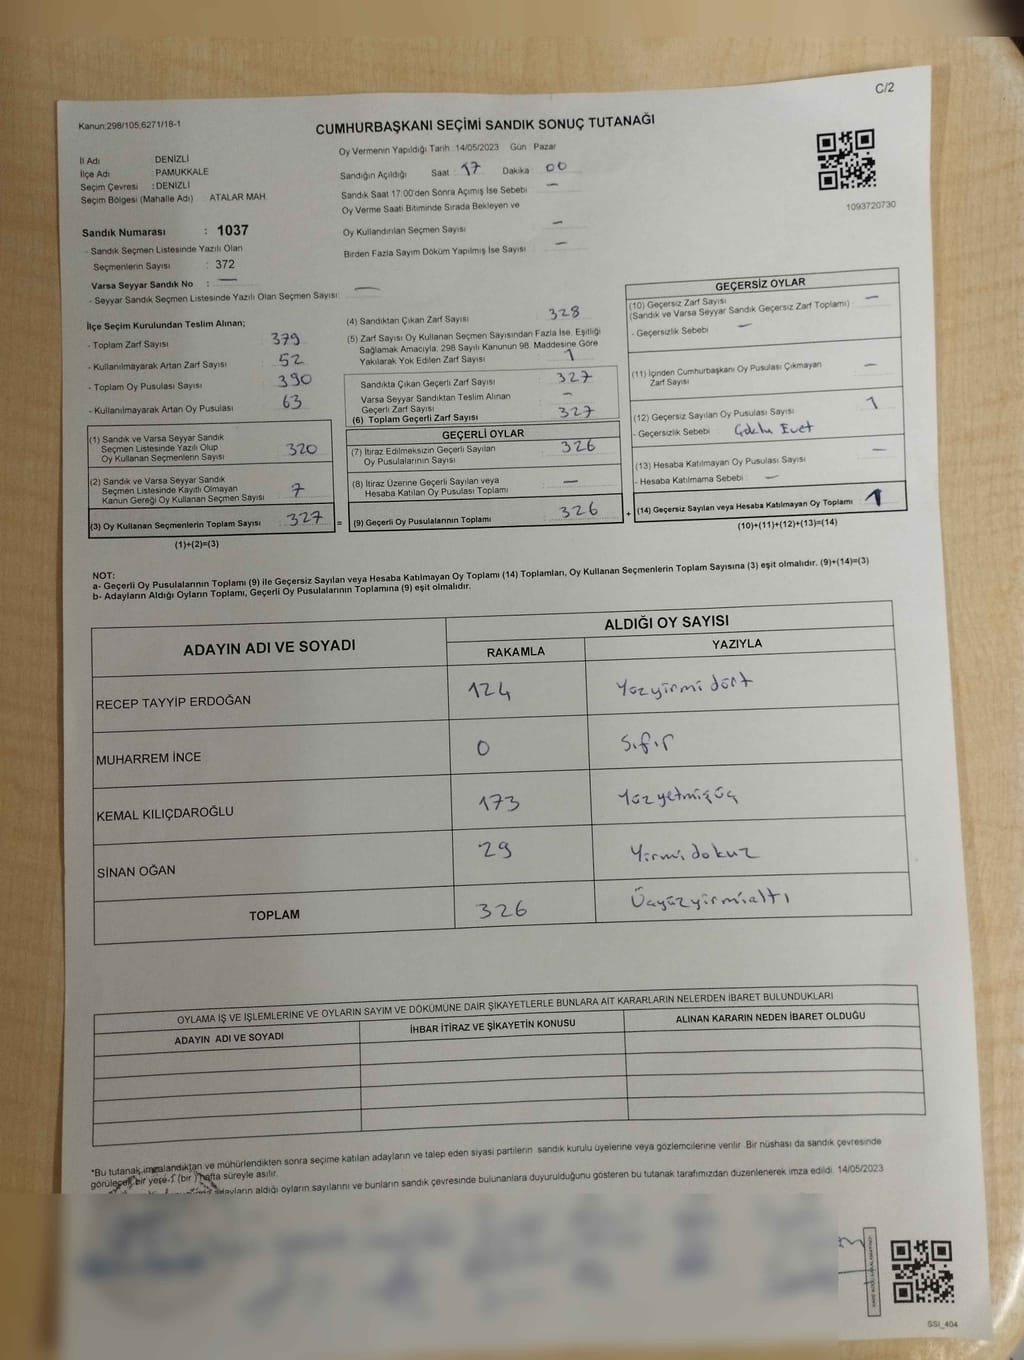 C/2
Kanun:298/105,6271/18-1
CUMHURBAŞKANI SEÇİMİ SANDIK SONUÇ TUTANAĞI
İl Adı DENİZLİ
İlçe Adı PAMUKKALE
Seçim Çevresi : DENİZLİ
Seçim Bölgesi (Mahalle Adı) ATALAR MAH.
Sandık Numarası : 1037
- Sandık Seçmen Listesinde Yazılı Olan
Seçmenlerin Sayısı : 372
Varsa Seyyar Sandık No : —
- Seyyar Sandık Seçmen Listesinde Yazılı Olan Seçmen Sayısı: —
Oy Vermenin Yapıldığı Tarih 14/05/2023 Gün Pazar
Sandığın Açıldığı Saat 17 Dakika 00
Sandık Saat 17:00'den Sonra Açımış İse Sebebi —
Oy Verme Saati Bitiminde Sırada Bekleyen ve
Oy Kullandırılan Seçmen Sayısı —
Birden Fazla Sayım Döküm Yapılmış İse Sayısı —
1093720730
İlçe Seçim Kurulundan Teslim Alınan;
- Toplam Zarf Sayısı 379
- Kullanılmayarak Artan Zarf Sayısı 52
- Toplam Oy Pusulası Sayısı 390
- Kullanılmayarak Artan Oy Pusulası 63
(1) Sandık ve Varsa Seyyar Sandık
Seçmen Listesinde Yazılı Olup
Oy Kullanan Seçmenlerin Sayısı 320
(2) Sandık ve Varsa Seyyar Sandık
Seçmen Listesinde Kayıtlı Olmayan
Kanun Gereği Oy Kullanan Seçmen Sayısı 7
(3) Oy Kullanan Seçmenlerin Toplam Sayısı 327 =
(1)+(2)=(3)
(4) Sandıktan Çıkan Zarf Sayısı 328
(5) Zarf Sayısı Oy Kullanan Seçmen Sayısından Fazla İse, Eşitliği
Sağlamak Amacıyla, 298 Sayılı Kanunun 98. Maddesine Göre
Yakılarak Yok Edilen Zarf Sayısı 1
Sandıkta Çıkan Geçerli Zarf Sayısı 327
Varsa Seyyar Sandıktan Teslim Alınan
Geçerli Zarf Sayısı —
(6) Toplam Geçerli Zarf Sayısı 327
GEÇERLİ OYLAR
(7) İtiraz Edilmeksizin Geçerli Sayılan
Oy Pusulalarının Sayısı 326
(8) İtiraz Üzerine Geçerli Sayılan veya
Hesaba Katılan Oy Pusulası Toplamı —
(9) Geçerli Oy Pusulalarının Toplamı 326 +
GEÇERSİZ OYLAR
(10) Geçersiz Zarf Sayısı —
(Sandık ve Varsa Seyyar Sandık Geçersiz Zarf Toplamı)
- Geçersizlik Sebebi —
(11) İçinden Cumhurbaşkanı Oy Pusulası Çıkmayan
Zarf Sayısı —
(12) Geçersiz Sayılan Oy Pusulası Sayısı 1
- Geçersizlik Sebebi Evet
(13) Hesaba Katılmayan Oy Pusulası Sayısı —
- Hesaba Katılmama Sebebi —
(14) Geçersiz Sayılan veya Hesaba Katılmayan Oy Toplamı 1
(10)+(11)+(12)+(13)=(14)
NOT:
a- Geçerli Oy Pusulalarının Toplamı (9) ile Geçersiz Sayılan veya Hesaba Katılmayan Oy Toplamı (14) Toplamları, Oy Kullanan Seçmenlerin Toplam Sayısına (3) eşit olmalıdır. (9)+(14)=(3)
b- Adayların Aldığı Oyların Toplamı, Geçerli Oy Pusulalarının Toplamına (9) eşit olmalıdır.
ADAYIN ADI VE SOYADI ALDIĞI OY SAYISI
RAKAMLA YAZIYLA
RECEP TAYYİP ERDOĞAN 124 Yüzyirmi dört
MUHARREM İNCE 0 Sıfır
KEMAL KILIÇDAROĞLU 173 Yüzyetmişüç
SİNAN OĞAN 29 Yirmi dokuz
TOPLAM 326 Üçyüzyirmialtı
OYLAMA İŞ VE İŞLEMLERİNE VE OYLARIN SAYIM VE DÖKÜMÜNE DAİR ŞİKAYETLERLE BUNLARA AİT KARARLARIN NELERDEN İBARET BULUNDUKLARI
ADAYIN ADI VE SOYADI İHBAR İTİRAZ VE ŞİKAYETİN KONUSU ALINAN KARARIN NEDEN İBARET OLDUĞU
*Bu tutanak imzalandıktan ve mühürlendikten sonra seçime katılan adayların ve talep eden siyasi partilerin sandık kurulu üyelerine veya gözlemcilerine verilir. Bir nüshası da sandık çevresinde
görülecek bir yere 1 (bir) hafta süreyle asılır.
adayların aldığı oyların sayılarını ve bunların sandık çevresinde bulunanlara duyurulduğunu gösteren bu tutanak tarafımızdan düzenlenerek imza edildi. 14/05/2023
SSI_404